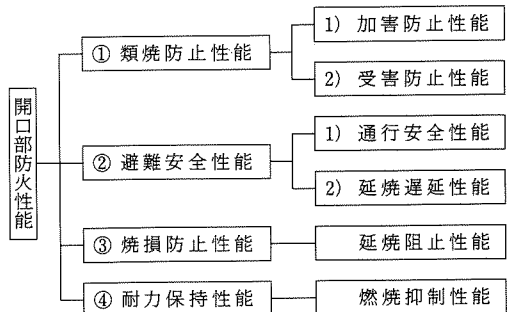 開口部防火性能
① 類焼防止性能
1) 加害防止性能
2) 受害防止性能
② 避難安全性能
1) 通行安全性能
2) 延焼遅延性能
③ 焼損防止性能
延焼阻止性能
④ 耐力保持性能
燃焼抑制性能